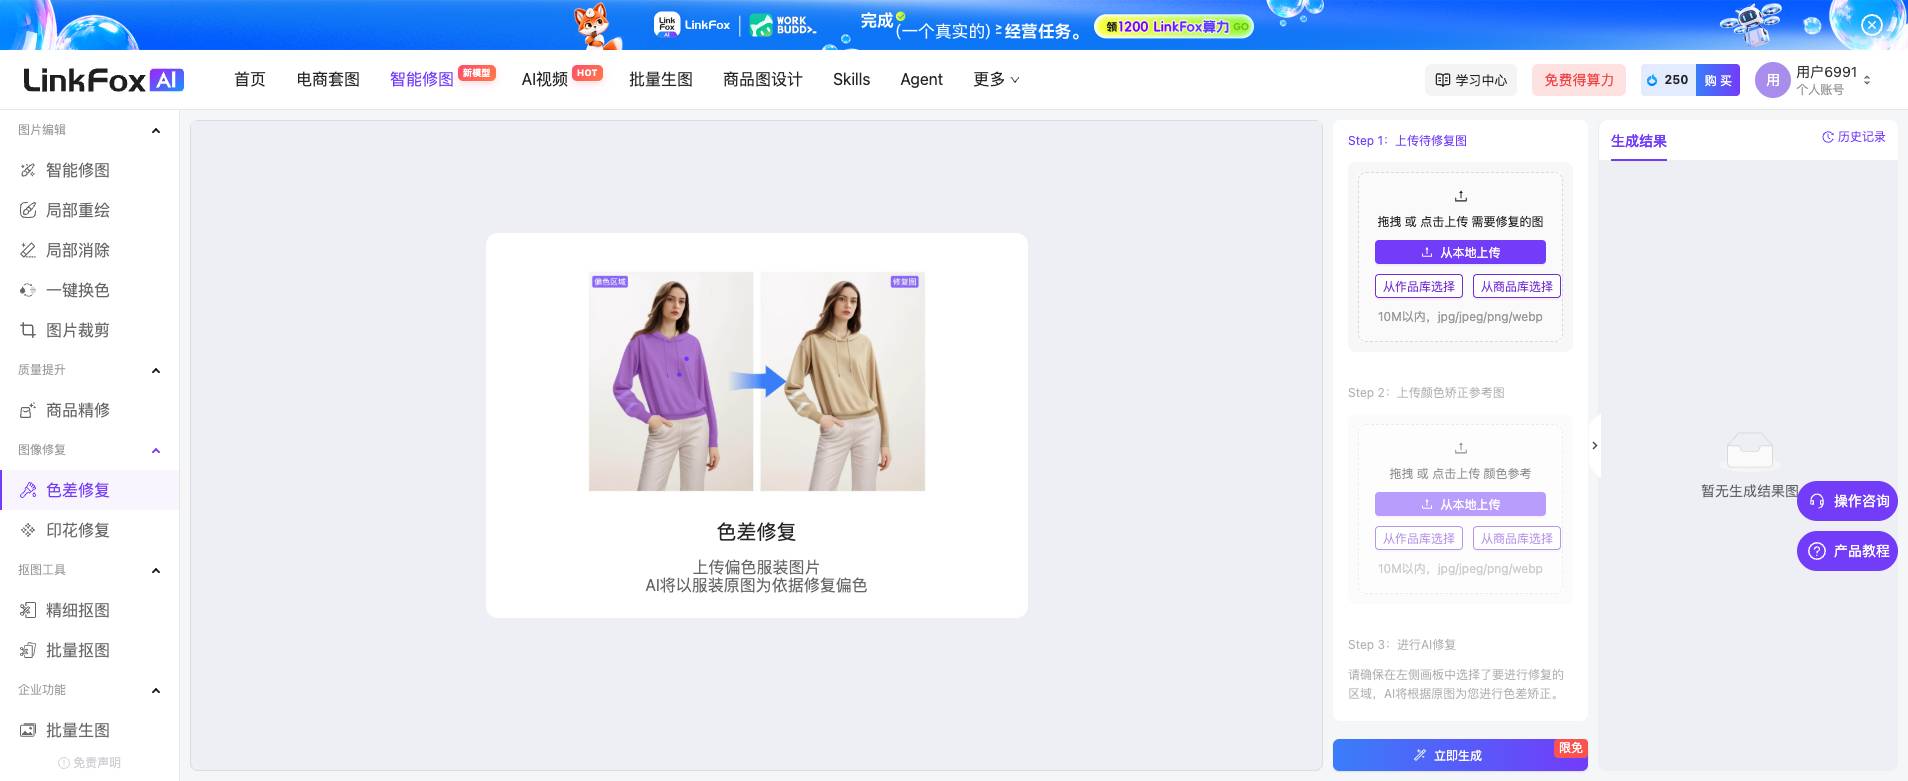 Link Fox AI
LinkFox
WORK BUDD>_
完成
(一个真实的)
经营任务。
领1200 LinkFox算力 GO
LinkFox AI
首页
电商套图
智能修图
新模型
AI视频
HOT
批量生图
商品图设计
Skills
Agent
更多
学习中心
免费得算力
250
购 买
用
用户6991
个人账号
图片编辑
智能修图
局部重绘
局部消除
一键换色
图片裁剪
质量提升
商品精修
图像修复
色差修复
印花修复
抠图工具
精细抠图
批量抠图
企业功能
批量生图
免责声明
偏色区域
修复图
色差修复
上传偏色服装图片
AI将以服装原图为依据修复偏色
Step 1：上传待修复图
拖拽 或 点击上传 需要修复的图
从本地上传
从作品库选择
从商品库选择
10M以内，jpg/jpeg/png/webp
Step 2：上传颜色矫正参考图
拖拽 或 点击上传 颜色参考
从本地上传
从作品库选择
从商品库选择
10M以内，jpg/jpeg/png/webp
Step 3：进行AI修复
请确保在左侧画板中选择了要进行修复的
区域，AI将根据原图为您进行色差矫正。
立即生成
限免
生成结果
历史记录
暂无生成结果图
操作咨询
产品教程